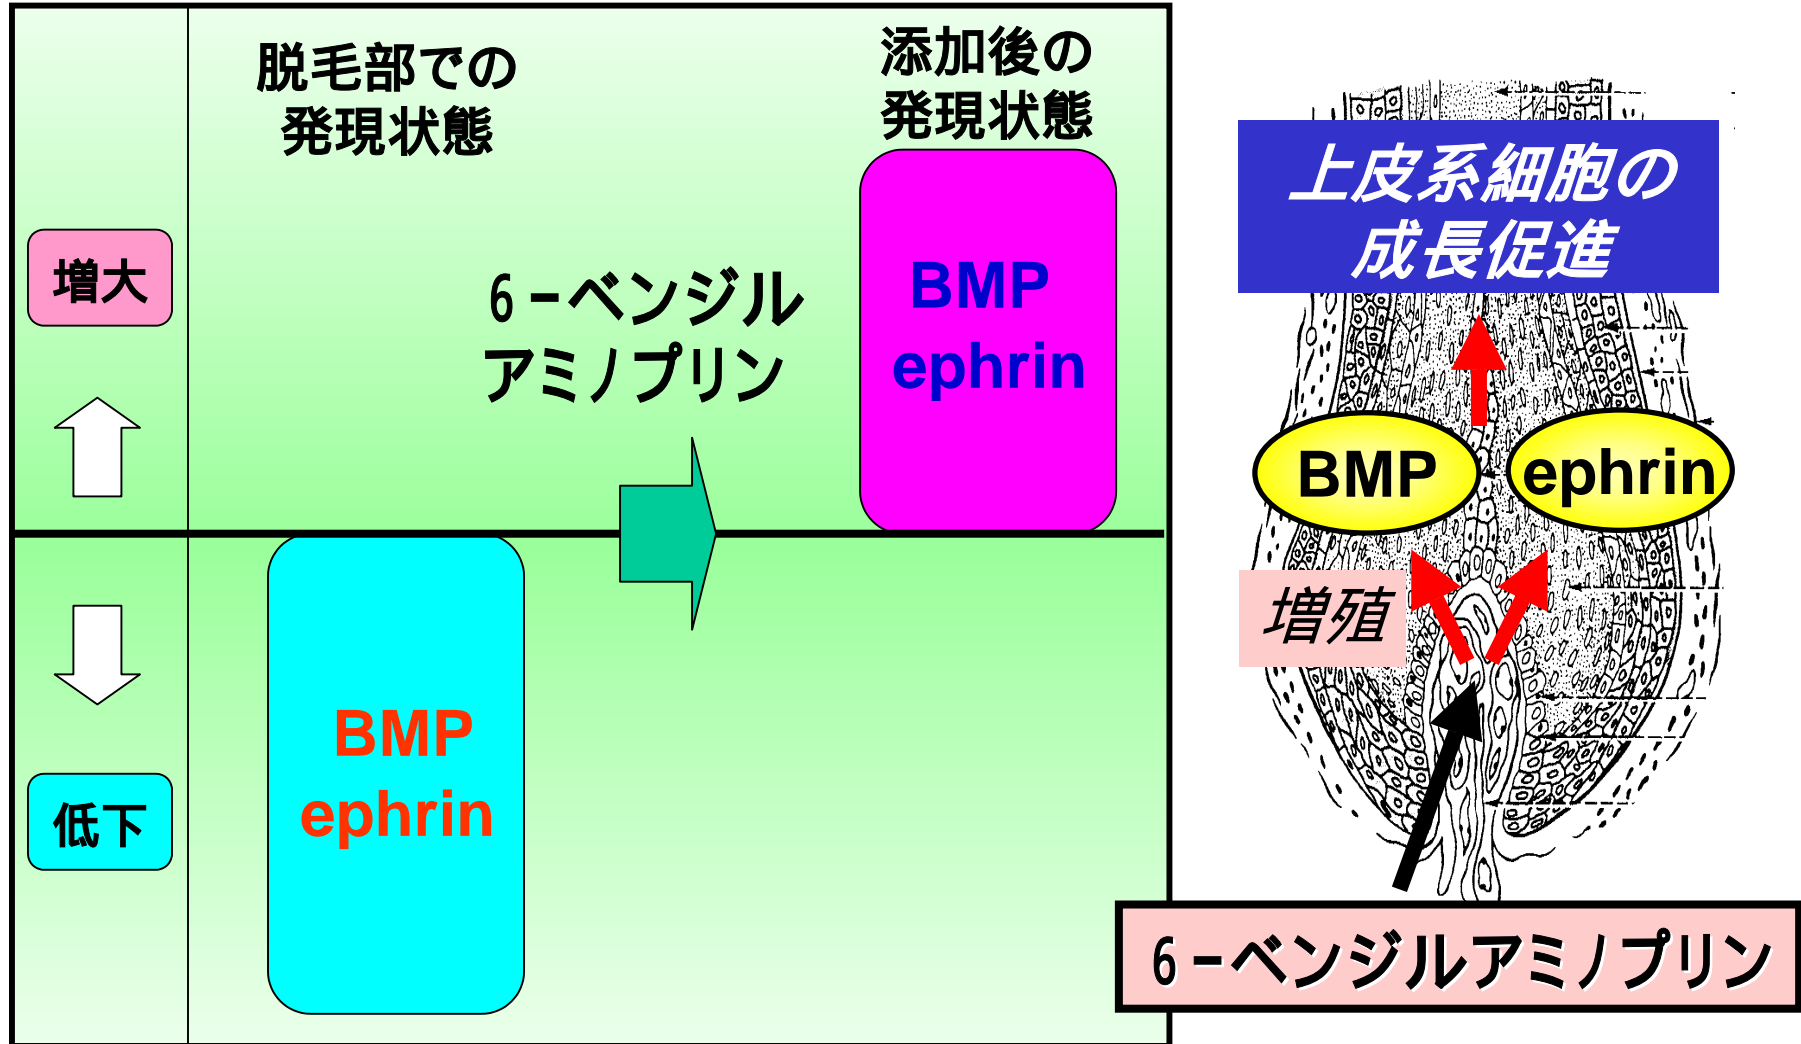 脱毛部での
発現状態
添加後の
発現状態
増大
低下
6－ベンジル
アミノプリン
BMP
ephrin
BMP
ephrin
上皮系細胞の
成長促進
BMP
ephrin
増殖
6－ベンジルアミノプリン